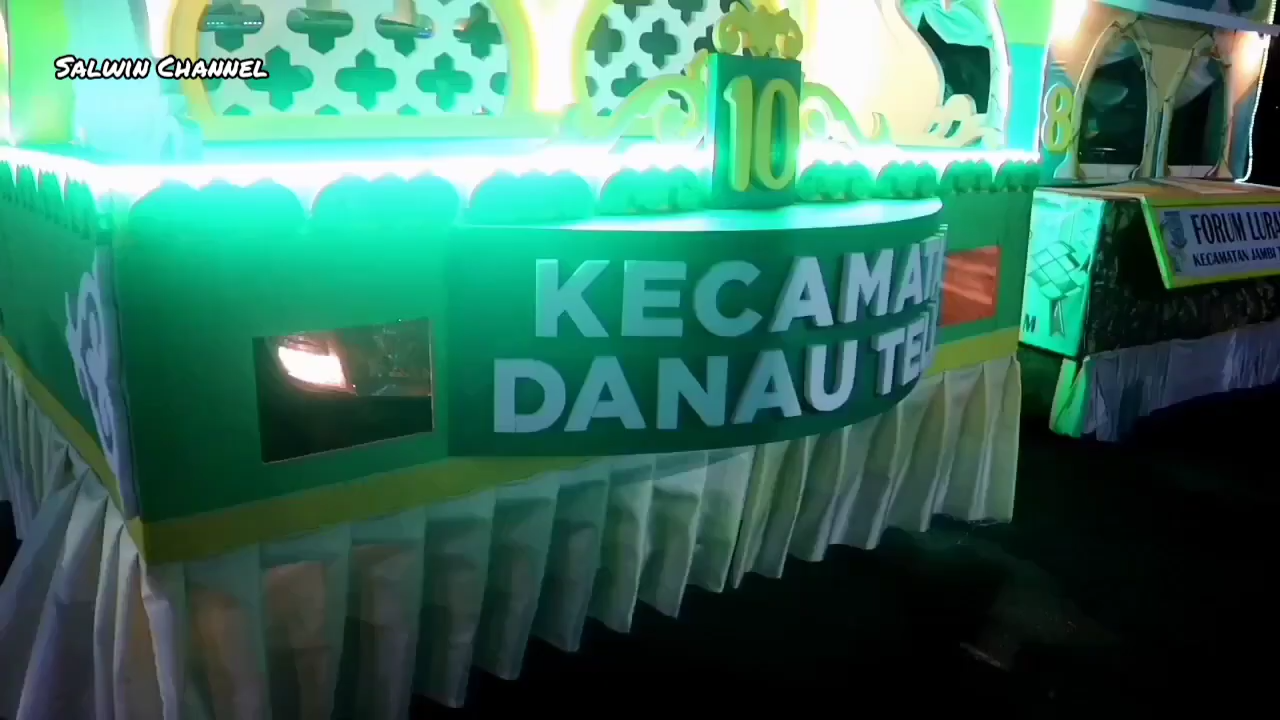 SALWIN CHANNEL
10
KECAMAT
DANAU TEL
8
FORUM LURA
KECAMATAN JAMBI T
M